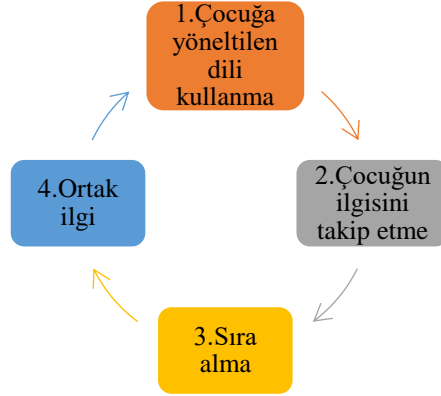 1.Çocuğa
yöneltilen
dili
kullanma
2.Çocuğun
ilgisini
takip etme
3.Sıra
alma
4.Ortak
ilgi